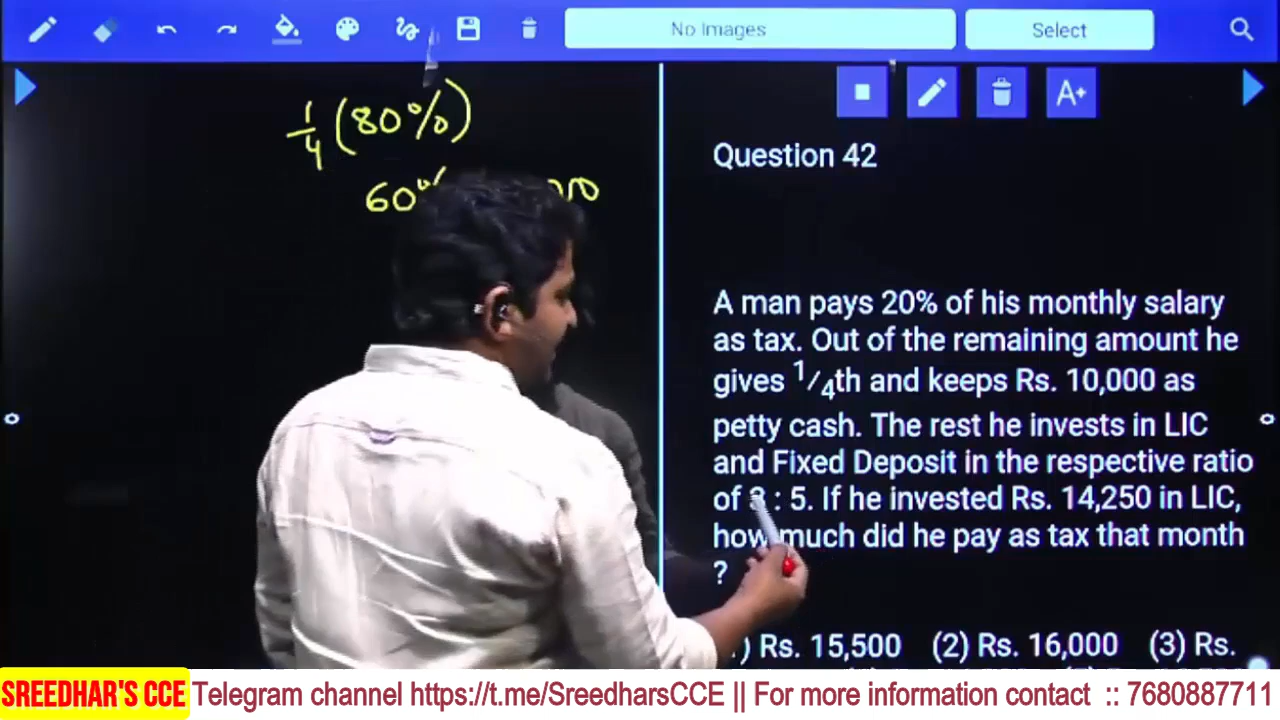 No Images
Select
A+
1/4 (80%)
60%
Question 42
A man pays 20% of his monthly salary
as tax. Out of the remaining amount he
gives 1/4th and keeps Rs. 10,000 as
petty cash. The rest he invests in LIC
and Fixed Deposit in the respective ratio
of : 5. If he invested Rs. 14,250 in LIC,
how much did he pay as tax that month
?
) Rs. 15,500 (2) Rs. 16,000 (3) Rs.
SREEDHAR'S CCE Telegram channel https://t.me/SreedharsCCE || For more information contact :: 7680887711